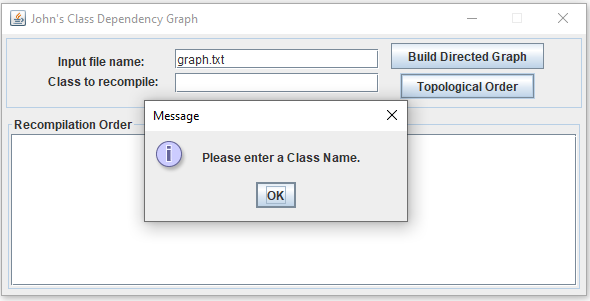 John's Class Dependency Graph
Input file name:
graph.txt
Build Directed Graph
Class to recompile:
Topological Order
Message
Please enter a Class Name.
OK
Recompilation Order